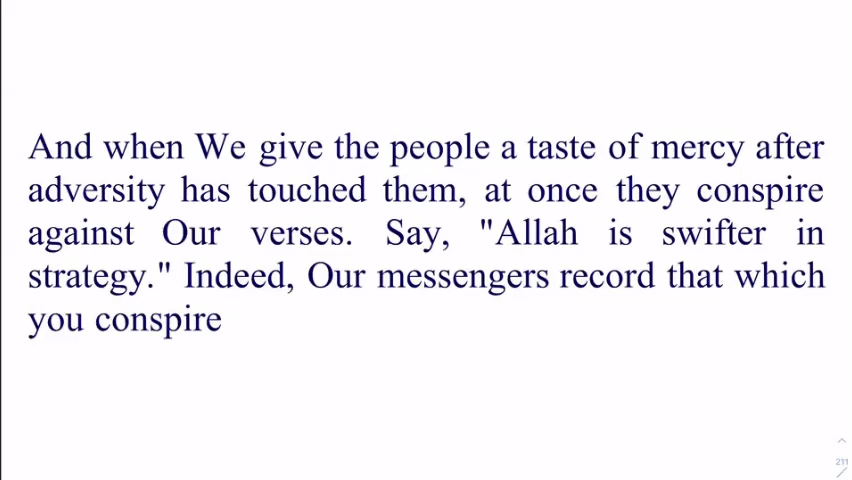 And when We give the people a taste of mercy after
adversity has touched them, at once they conspire
against Our verses. Say, "Allah is swifter in
strategy." Indeed, Our messengers record that which
you conspire
211